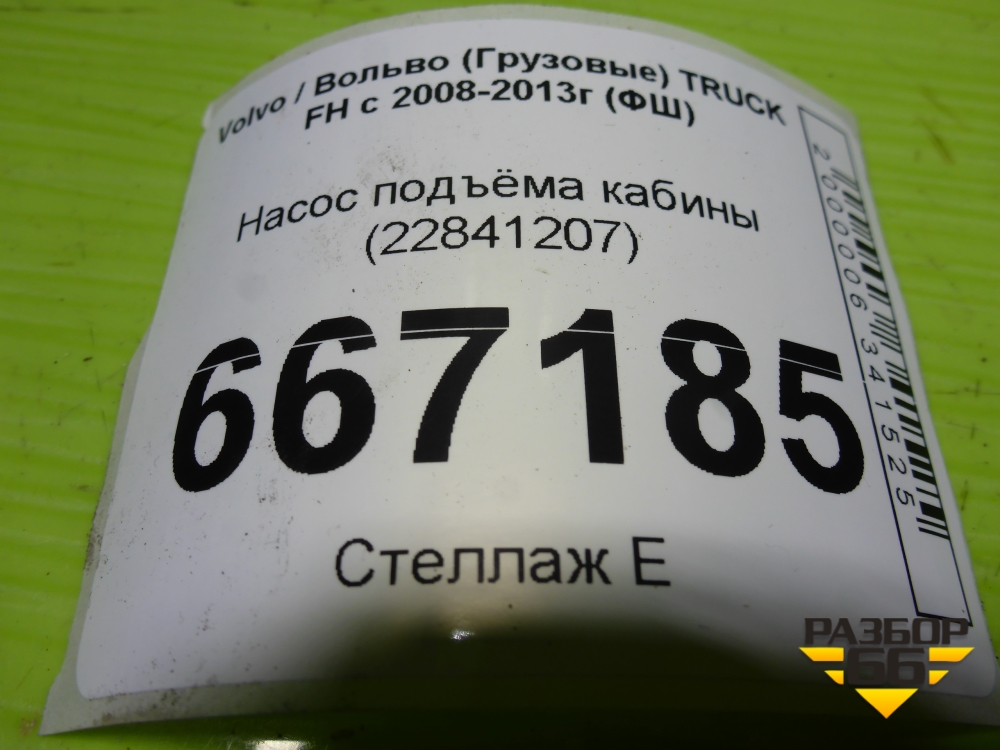 Volvo / Вольво (Грузовые) TRUCK
FH с 2008-2013г (ФШ)
Насос подъёма кабины
(22841207)
667185
Стеллаж Е
2000006341525
РАЗБОР
66